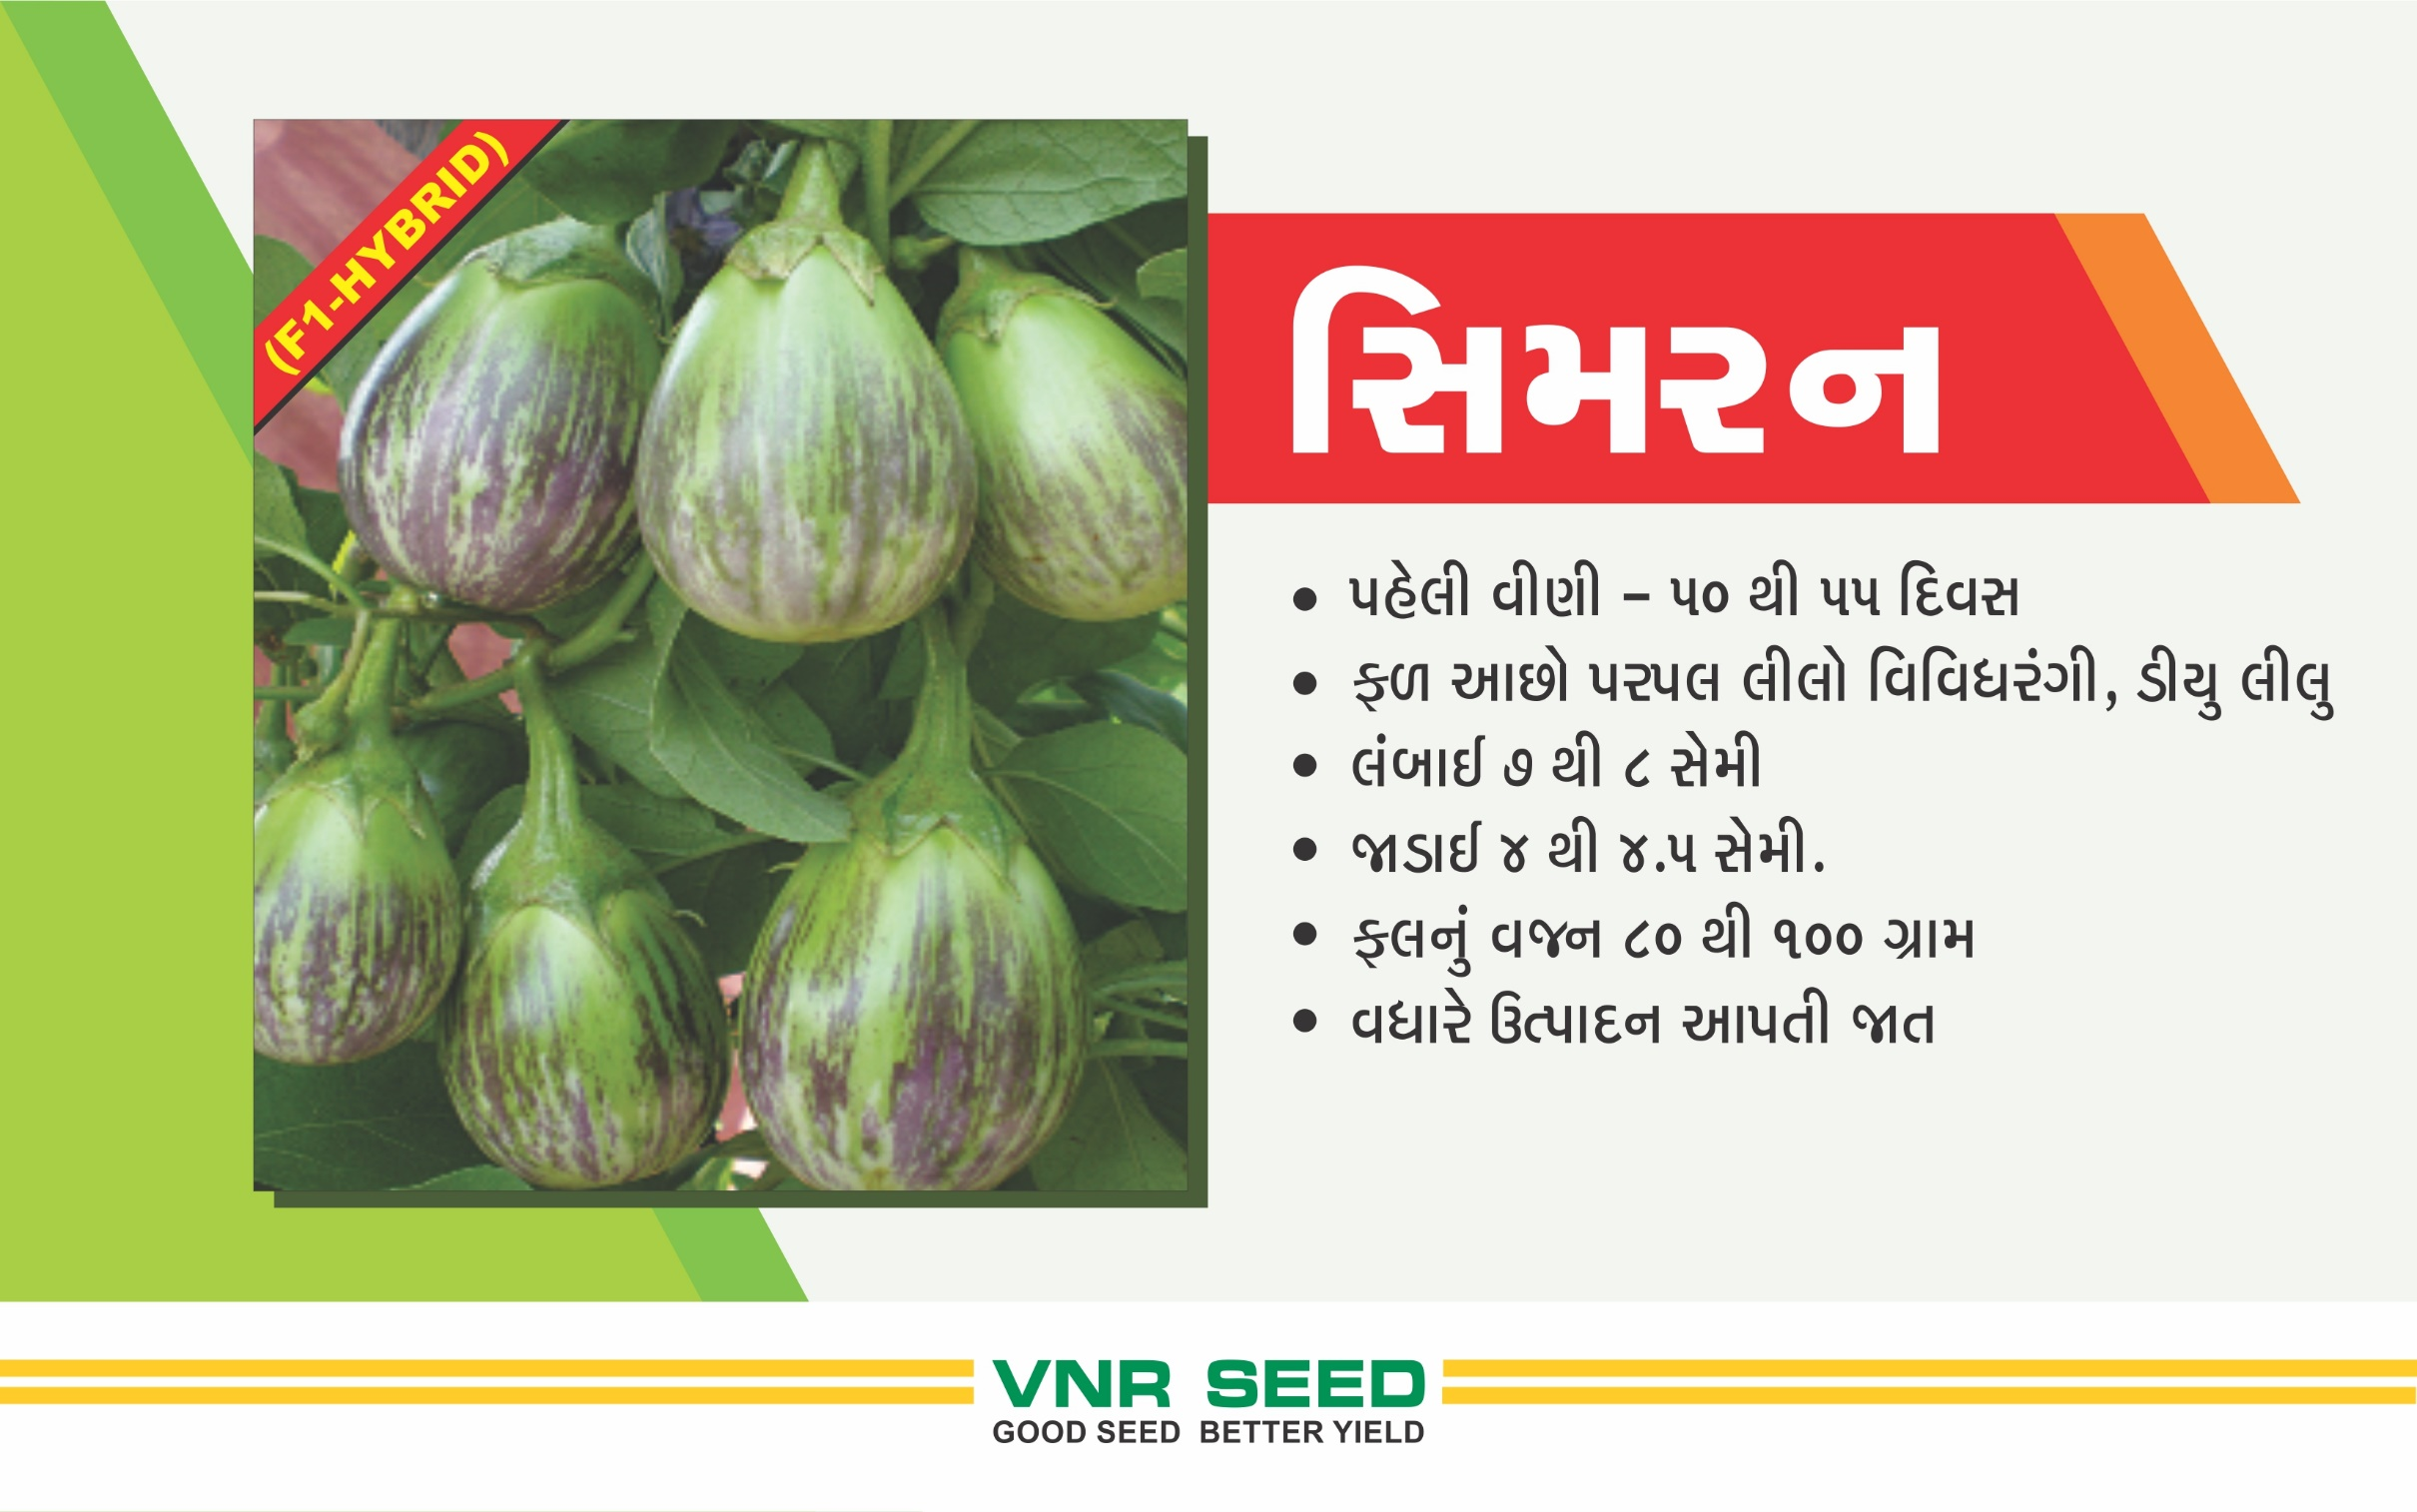 (F1-HYBRID)
સિમરન
• પહેલી વીણી – ૫૦ થી ૫૫ દિવસ
• ફળ આછો પરપલ લીલો વિવિધરંગી, ડીયુ લીલુ
• લંબાઈ ૭ થી ૮ સેમી
• જાડાઈ ૪ થી ૪.૫ સેમી.
• ફલનું વજન ૮૦ થી ૧૦૦ ગ્રામ
• વધારે ઉત્પાદન આપતી જાત
VNR SEED
GOOD SEED BETTER YIELD